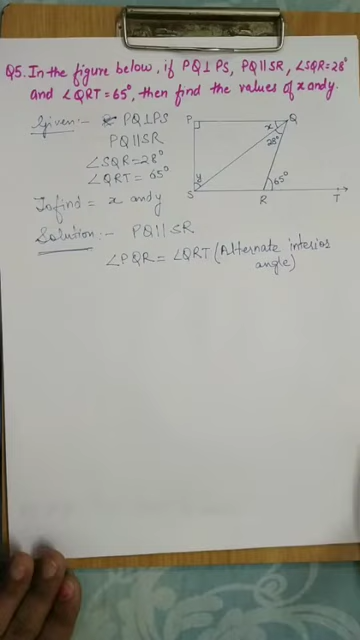 Q5. In the figure below, if PQ⊥PS, PQ∥SR, ∠SQR=28°
and ∠QRT=65°, then find the values of x and y.
Given:- PQ⊥PS
PQ∥SR
∠SQR=28°
∠QRT=65°
To find = x and y
Solution:- PQ∥SR
∠PQR=∠QRT (Alternate interior
angle)
P
Q
x
28°
y
65°
S
R
T